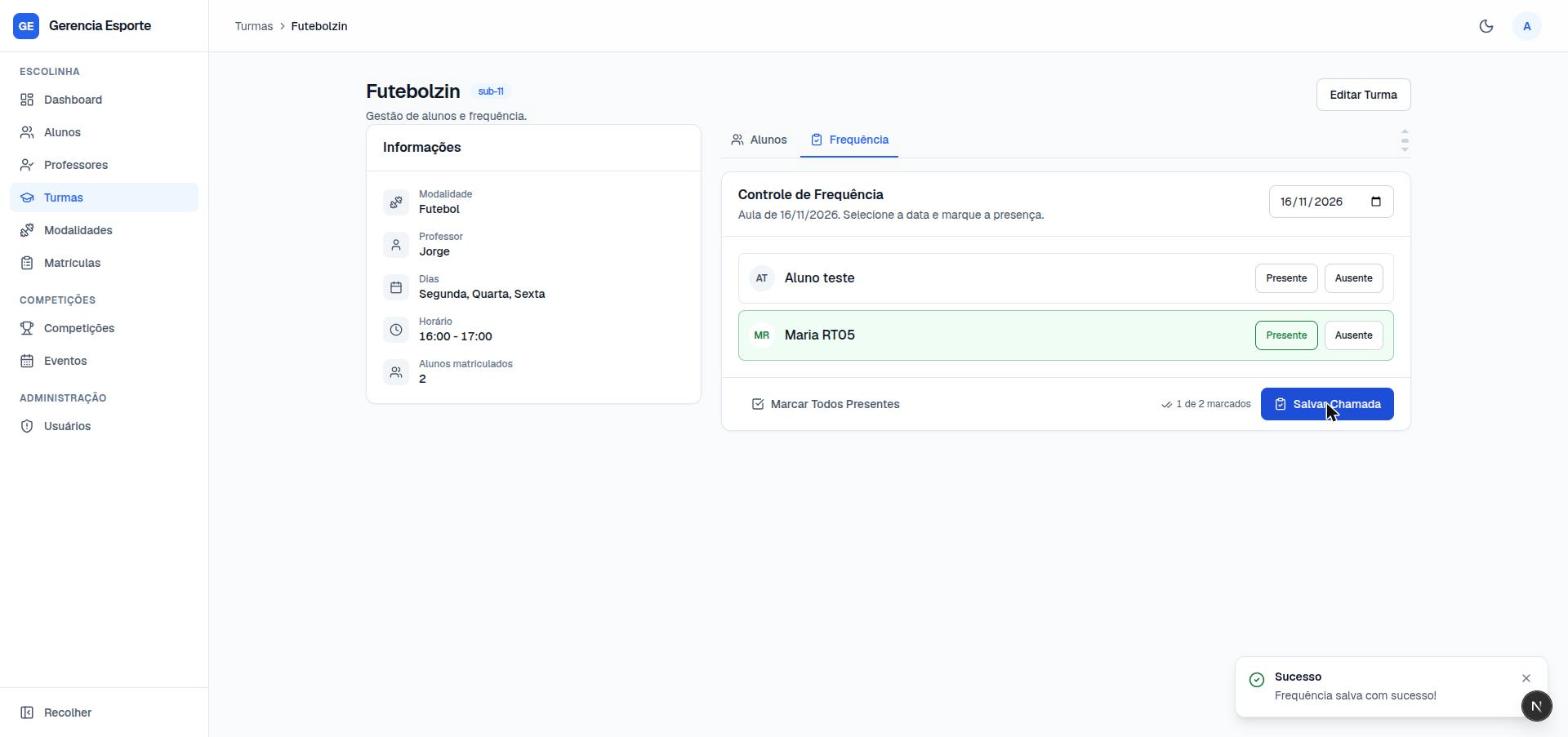 GE Gerencia Esporte
Turmas > Futebolzin
A
ESCOLINHA
Dashboard
Alunos
Professores
Turmas
Modalidades
Matrículas
COMPETIÇÕES
Competições
Eventos
ADMINISTRAÇÃO
Usuários
Recolher
Futebolzin sub-11
Gestão de alunos e frequência.
Editar Turma
Informações
Modalidade
Futebol
Professor
Jorge
Dias
Segunda, Quarta, Sexta
Horário
16:00 - 17:00
Alunos matriculados
2
Alunos Frequência
Controle de Frequência
Aula de 16/11/2026. Selecione a data e marque a presença.
16/11/2026
AT Aluno teste Presente Ausente
MR Maria RT05 Presente Ausente
Marcar Todos Presentes 1 de 2 marcados Salvar Chamada
Sucesso
Frequência salva com sucesso!
N